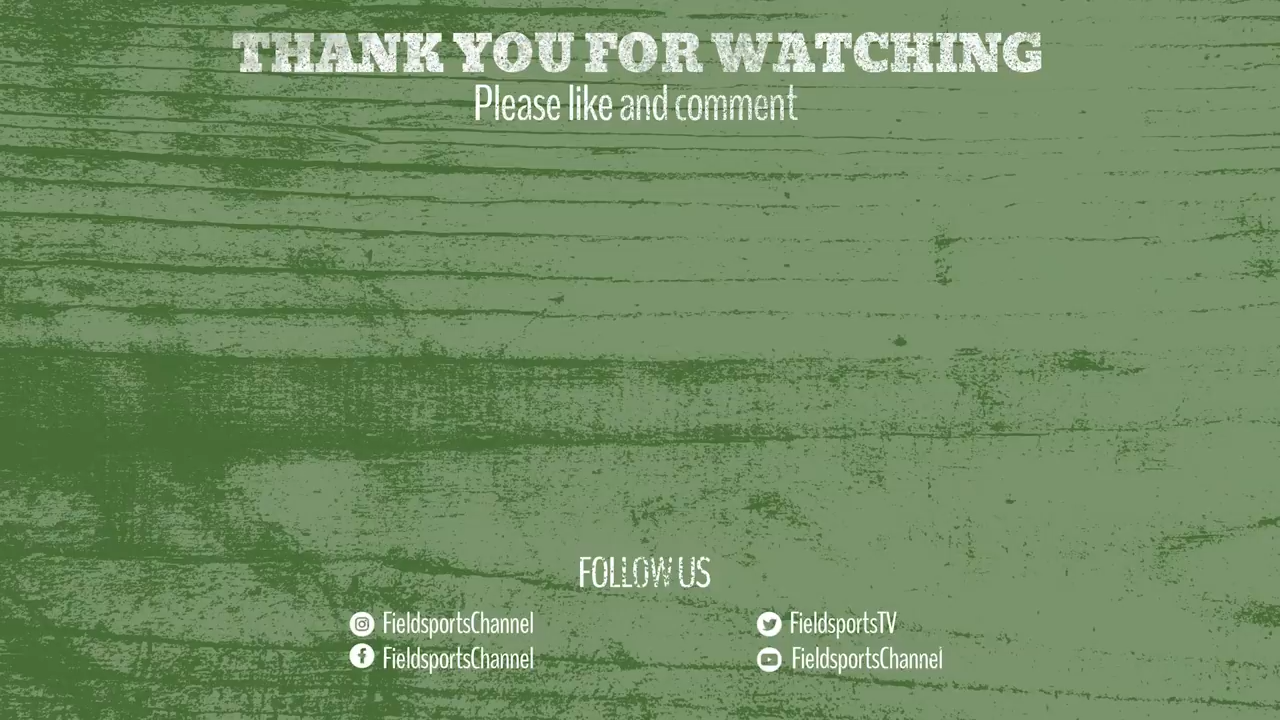 THANK YOU FOR WATCHING
Please like and comment
FOLLOW US
FieldsportsChannel
FieldsportsTV
FieldsportsChannel
FieldsportsChannel